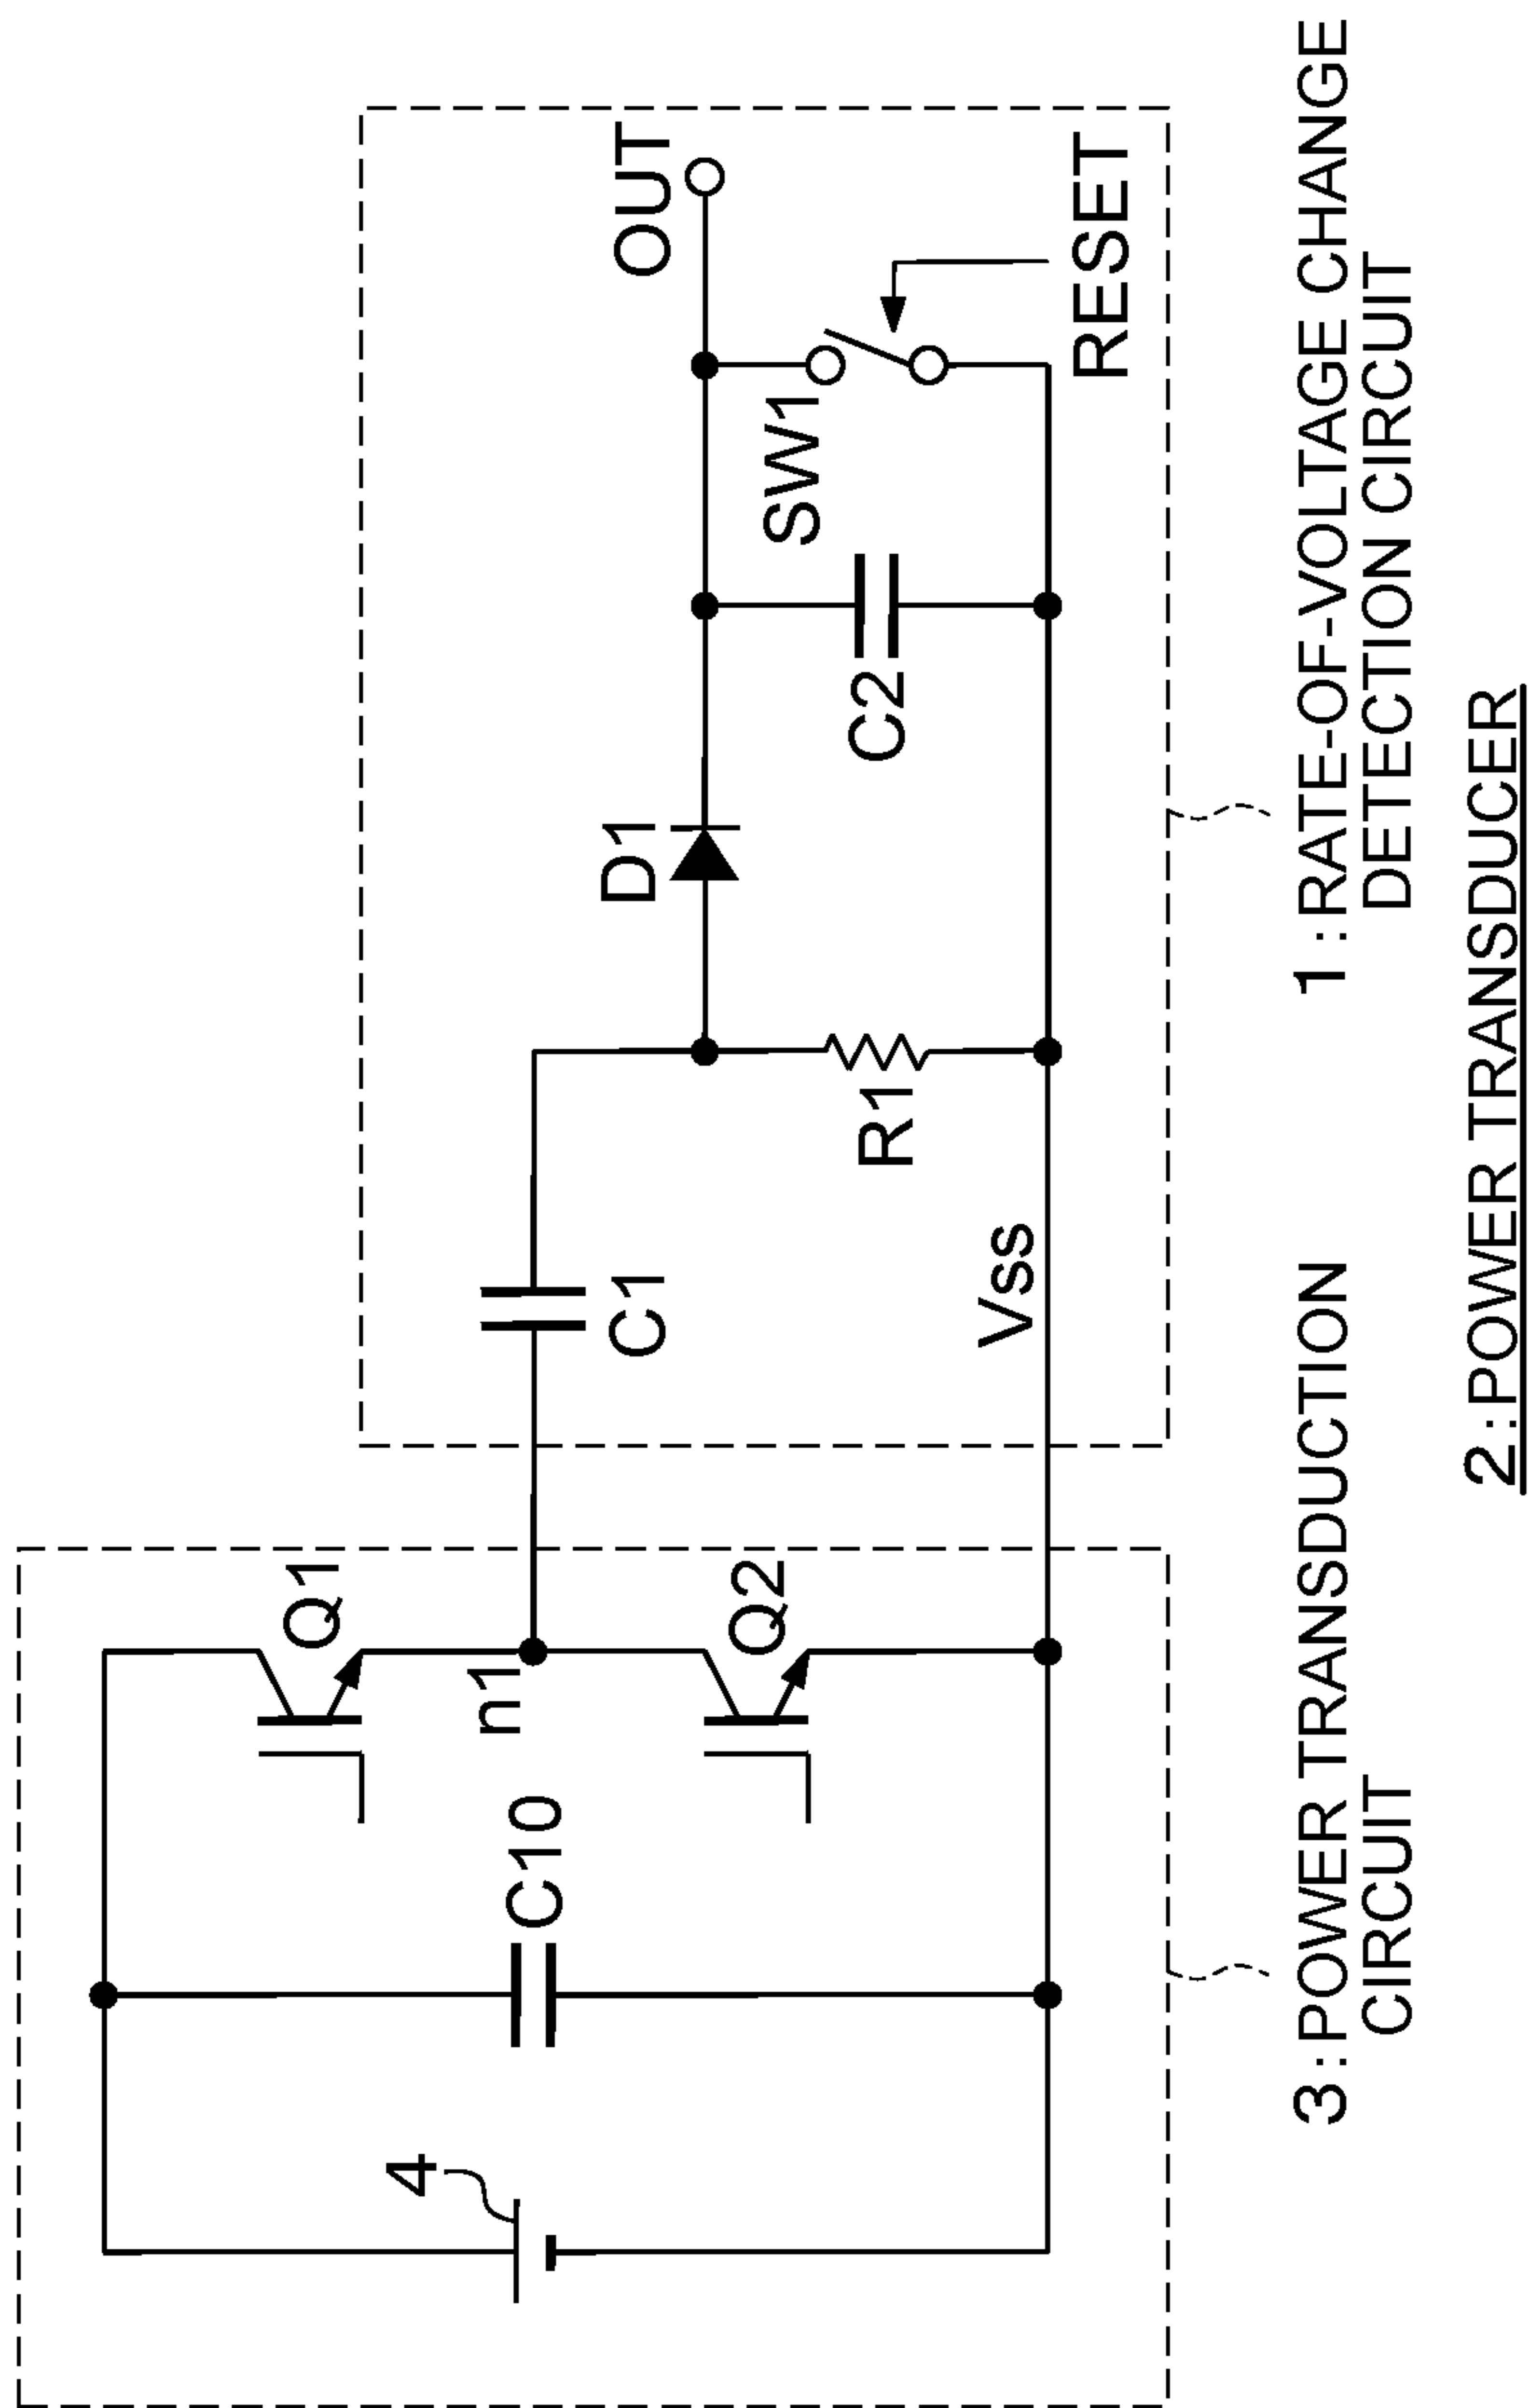 4
C10
Q1
n1
Q2
C1
Vss
R1
D1
C2
SW1
OUT
RESET
3::POWER TRANSDUCTION
CIRCUIT
1::RATE-OF-VOLTAGE CHANGE
DETECTION CIRCUIT
2::POWER TRANSDUCER